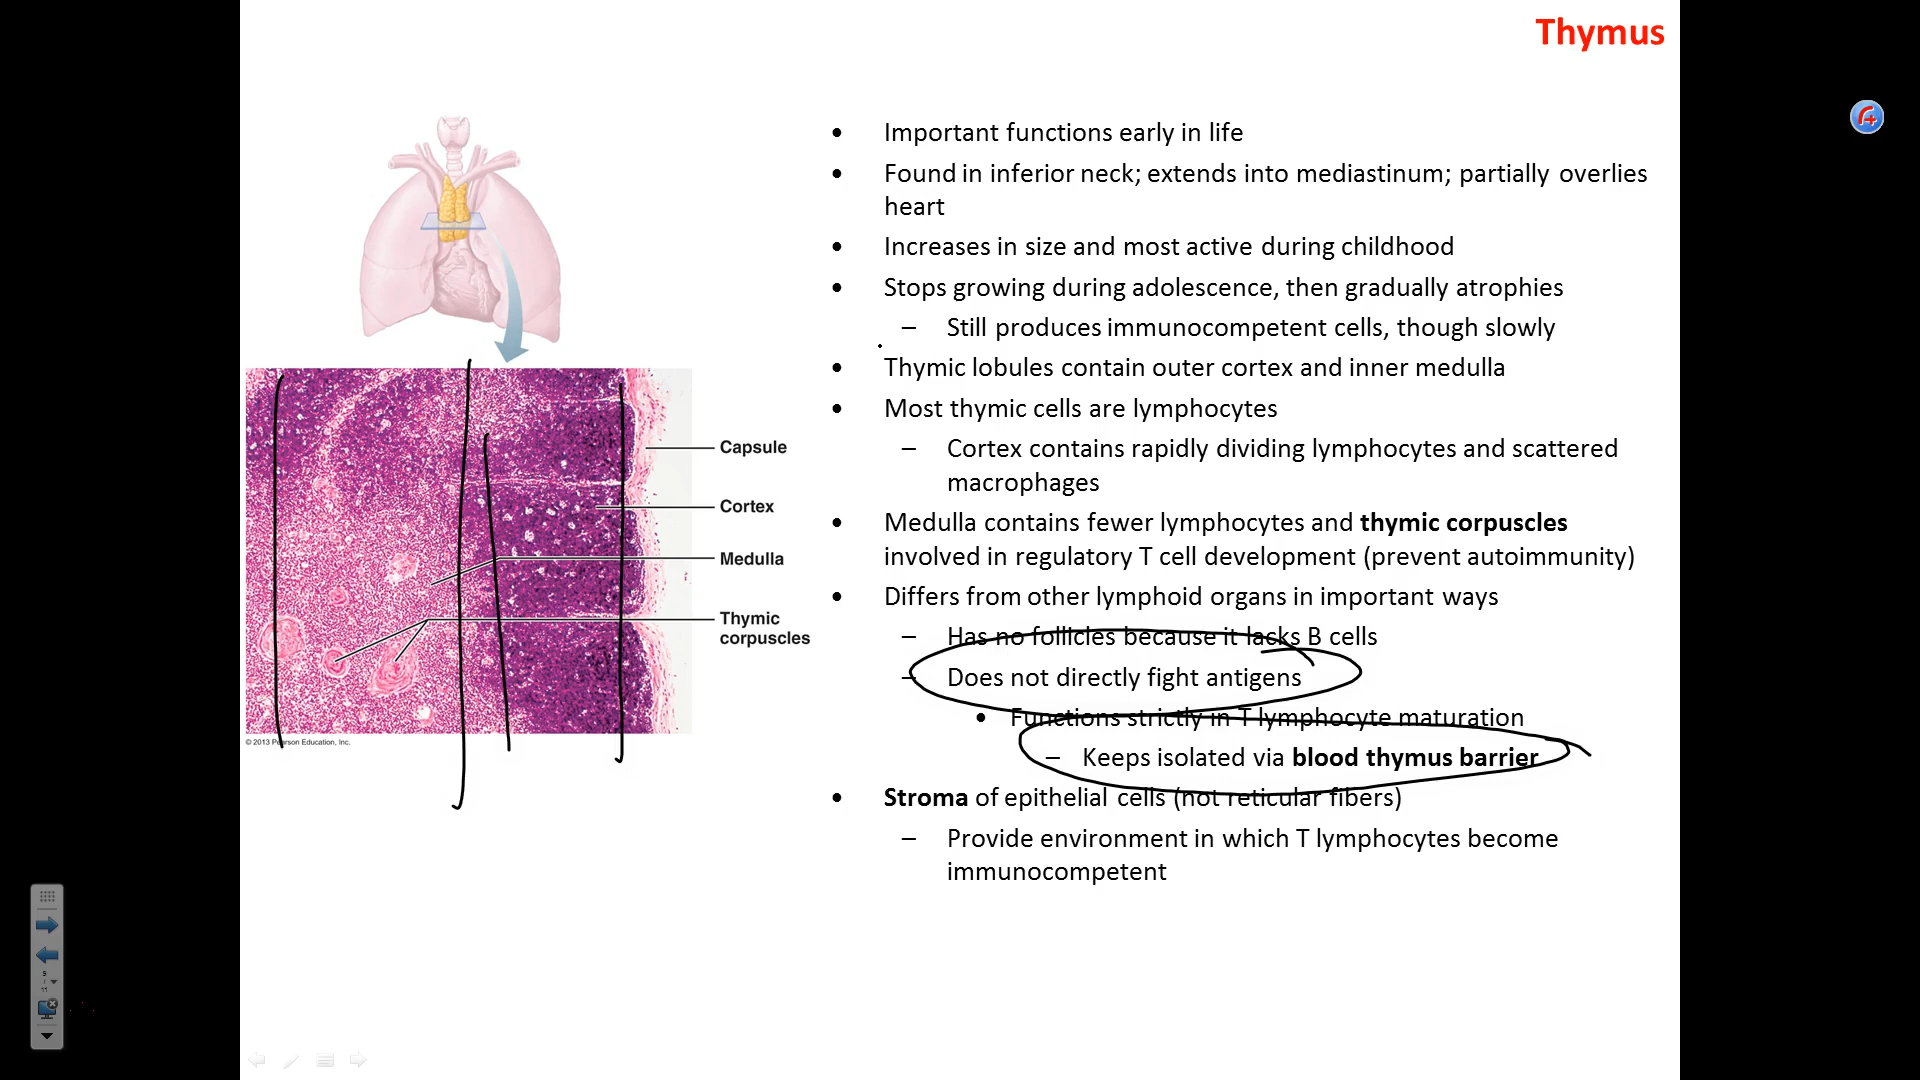 Thymus
• Important functions early in life
• Found in inferior neck; extends into mediastinum; partially overlies
heart
• Increases in size and most active during childhood
• Stops growing during adolescence, then gradually atrophies
– Still produces immunocompetent cells, though slowly
• Thymic lobules contain outer cortex and inner medulla
• Most thymic cells are lymphocytes
– Cortex contains rapidly dividing lymphocytes and scattered
macrophages
• Medulla contains fewer lymphocytes and thymic corpuscles
involved in regulatory T cell development (prevent autoimmunity)
• Differs from other lymphoid organs in important ways
– Has no follicles because it lacks B cells
– Does not directly fight antigens
• Functions strictly in T lymphocyte maturation
– Keeps isolated via blood thymus barrier
• Stroma of epithelial cells (not reticular fibers)
– Provide environment in which T lymphocytes become
immunocompetent
Capsule
Cortex
Medulla
Thymic
corpuscles
© 2013 Pearson Education, Inc.
9
/
11